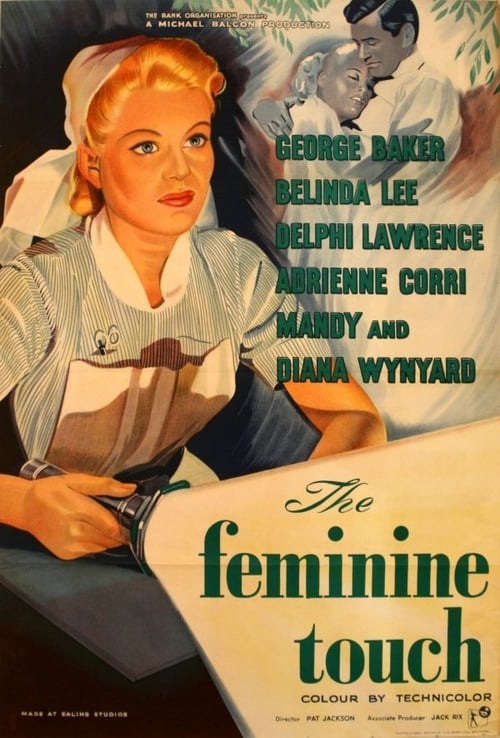 THE RANK ORGANISATION presents
A MICHAEL BALCON PRODUCTION
GEORGE BAKER
BELINDA LEE
DELPHI LAWRENCE
ADRIENNE CORRI
MANDY AND
DIANA WYNYARD
The
feminine
touch
COLOUR BY TECHNICOLOR
MADE AT EALING STUDIOS
Director PAT JACKSON Associate Producer JACK RIX